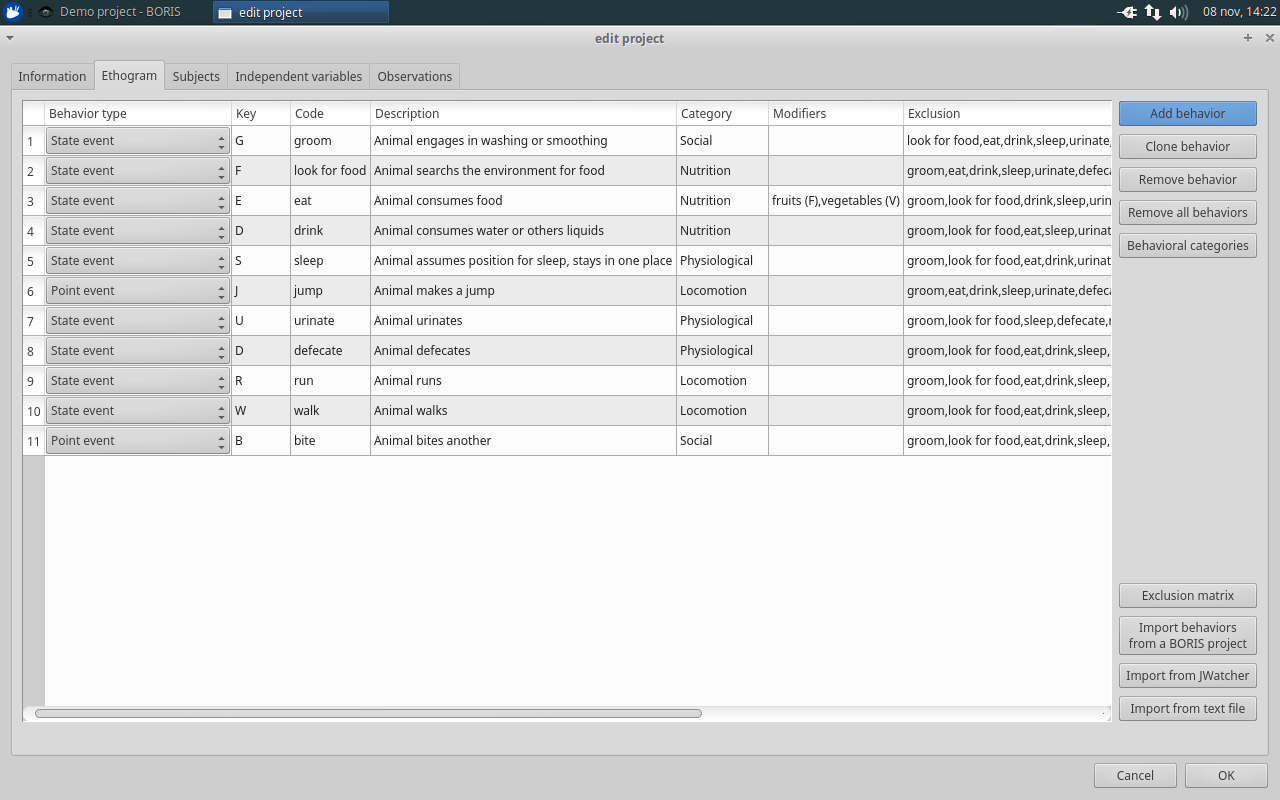 Demo project - BORIS edit project 08 nov, 14:22
edit project
Information Ethogram Subjects Independent variables Observations
Behavior type Key Code Description Category Modifiers Exclusion
1 State event G groom Animal engages in washing or smoothing Social look for food,eat,drink,sleep,urinate,
2 State event F look for food Animal searchs the environment for food Nutrition groom,eat,drink,sleep,urinate,defeca
3 State event E eat Animal consumes food Nutrition fruits (F),vegetables (V) groom,look for food,drink,sleep,urin
4 State event D drink Animal consumes water or others liquids Nutrition groom,look for food,eat,sleep,urinat
5 State event S sleep Animal assumes position for sleep, stays in one place Physiological groom,look for food,eat,drink,urinat
6 Point event J jump Animal makes a jump Locomotion groom,eat,drink,sleep,urinate,defeca
7 State event U urinate Animal urinates Physiological groom,look for food,sleep,defecate,r
8 State event D defecate Animal defecates Physiological groom,look for food,eat,drink,sleep,
9 State event R run Animal runs Locomotion groom,look for food,eat,drink,sleep,
10 State event W walk Animal walks Locomotion groom,look for food,eat,drink,sleep,
11 Point event B bite Animal bites another Social groom,look for food,eat,drink,sleep,
Add behavior
Clone behavior
Remove behavior
Remove all behaviors
Behavioral categories
Exclusion matrix
Import behaviors
from a BORIS project
Import from JWatcher
Import from text file
Cancel OK